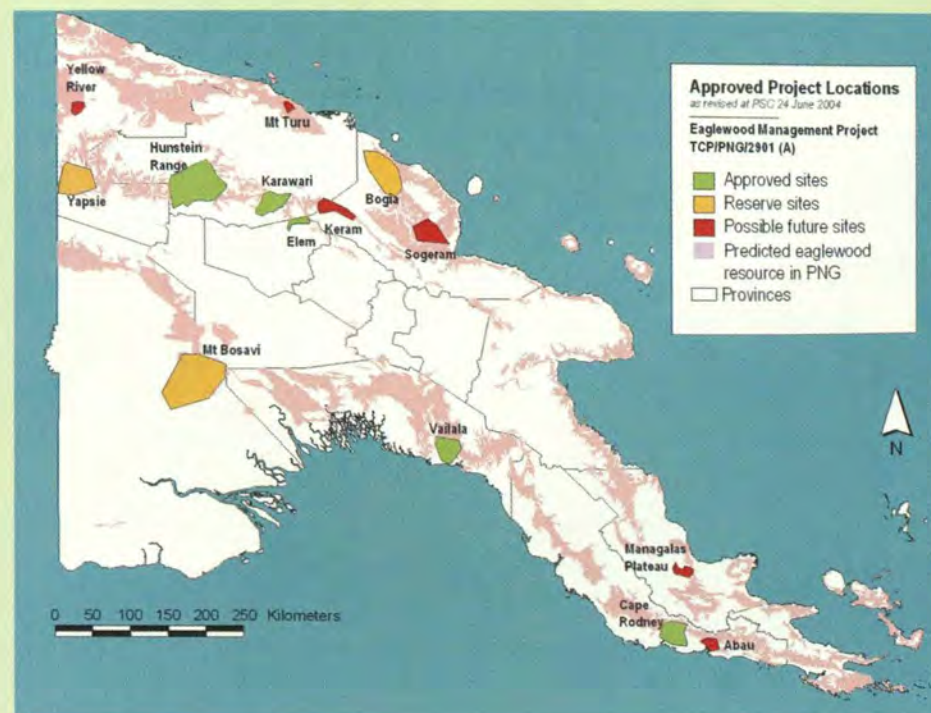 Yellow
River
Mt Turu
Hunstein
Range
Karawari
Yapsie
Bogia
Elem
Keram
Sogeram
Mt Bosavi
Vailala
Managalas
Plateau
Cape
Rodney
Abau
0 50 100 150 200 250 Kilometers
Approved Project Locations
as revised at PSC 24 June 2004
Eaglewood Management Project
TCP/PNG/2901 (A)
Approved sites
Reserve sites
Possible future sites
Predicted eaglewood
resource in PNG
Provinces
N